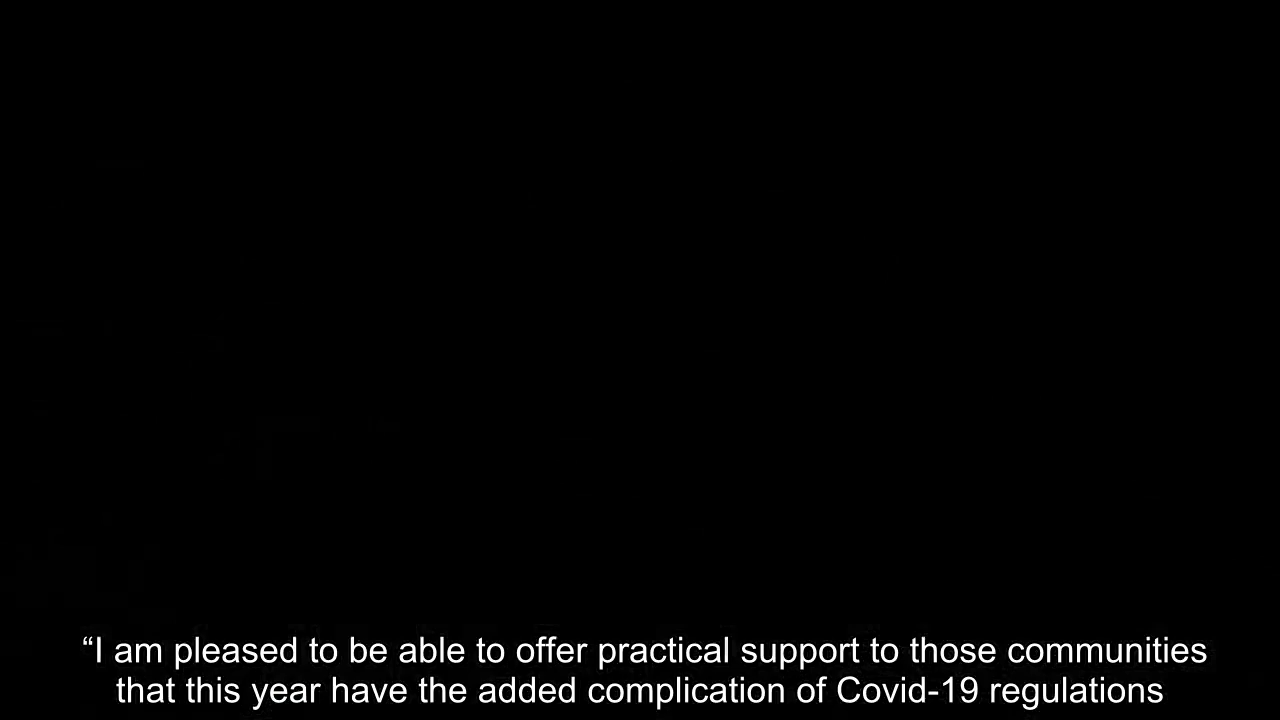 “I am pleased to be able to offer practical support to those communities
that this year have the added complication of Covid-19 regulations